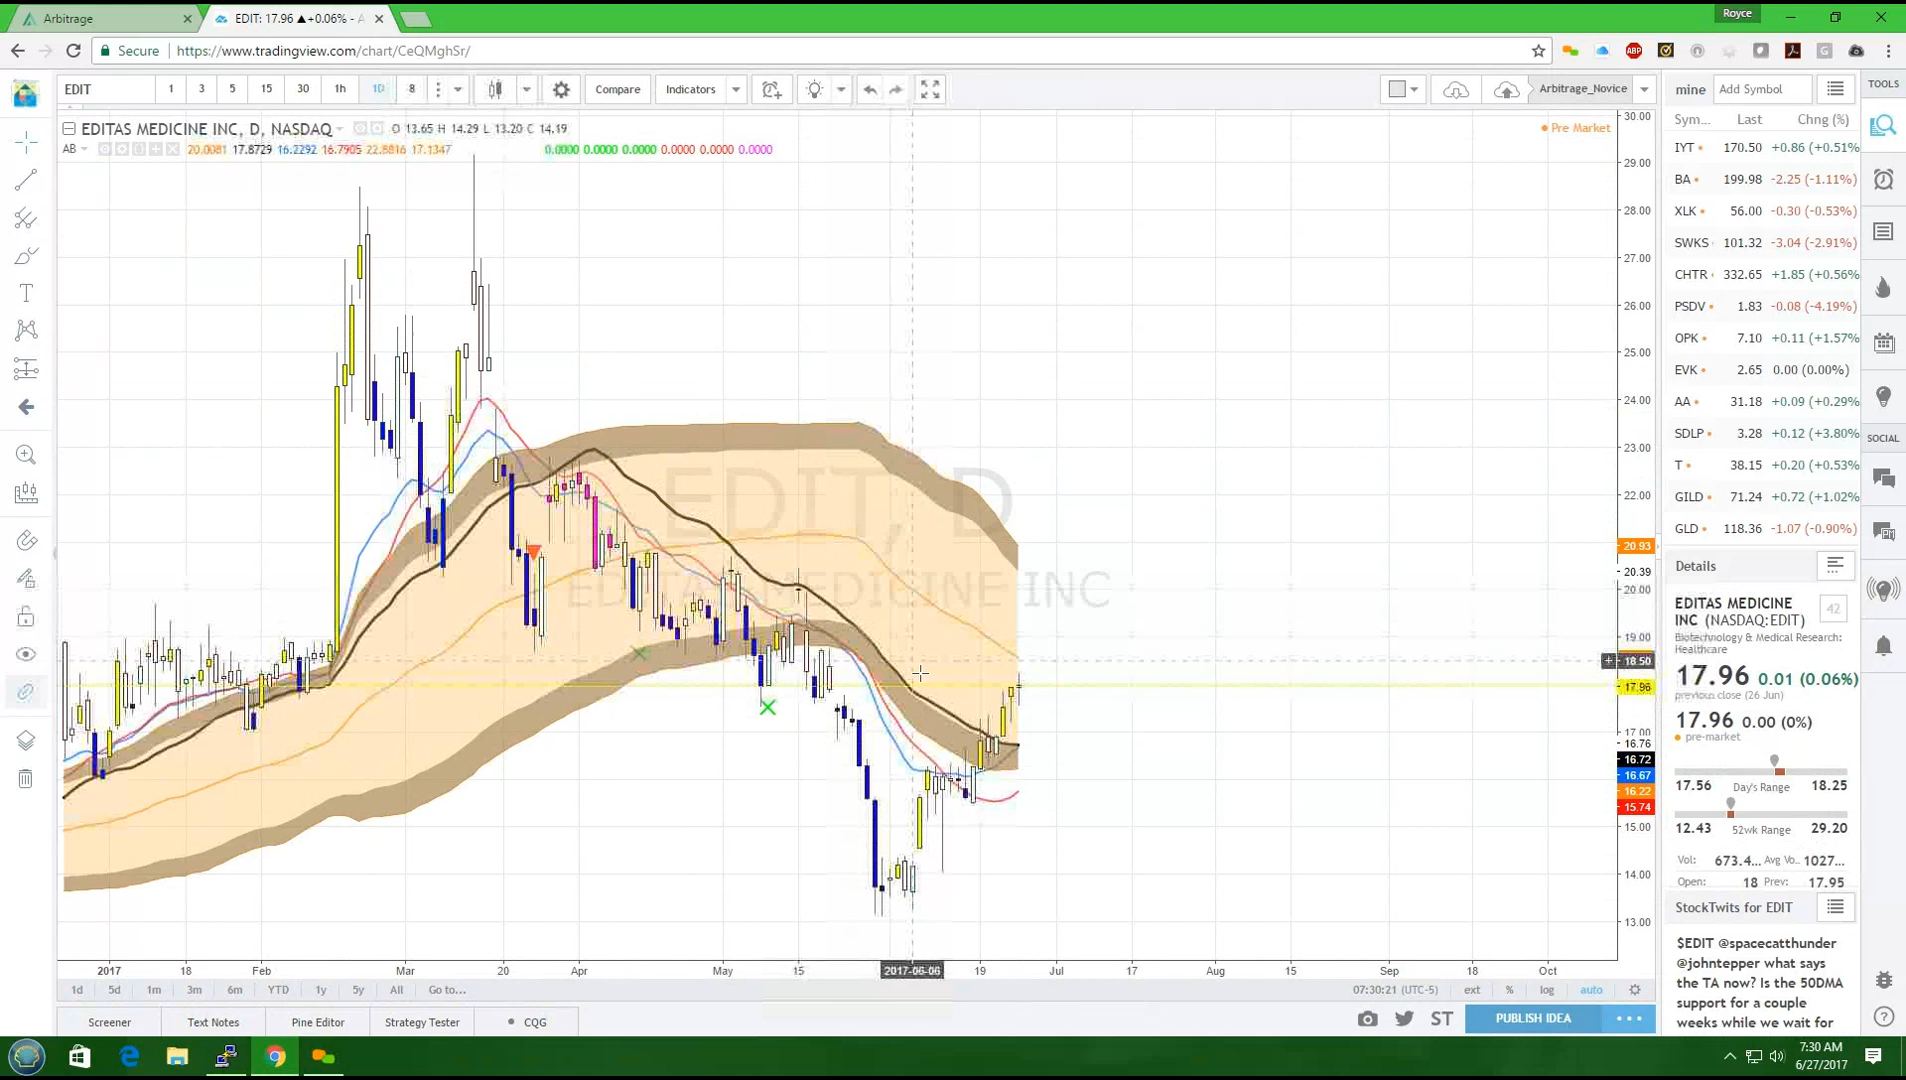 Arbitrage
EDIT: 17.96 ▲+0.06% - A
Royce
Secure
https://www.tradingview.com/chart/CeQMghSr/
EDIT
1
3
5
15
30
1h
1D
8
Compare
Indicators
Arbitrage_Novice
mine
Add Symbol
TOOLS
EDITAS MEDICINE INC, D, NASDAQ
O 13.65 H 14.29 L 13.20 C 14.19
AB
20.0081 17.8729 16.2292 16.7905 22.8816 17.1347
0.0000 0.0000 0.0000 0.0000 0.0000 0.0000
Pre Market
EDIT, D
EDITAS MEDICINE INC
30.00
29.00
28.00
27.00
26.00
25.00
24.00
23.00
22.00
20.93
20.39
20.00
19.00
18.50
17.96
17.00
16.76
16.72
16.67
16.22
15.74
15.00
14.00
13.00
2017
18
Feb
Mar
20
Apr
May
15
2017-06-06
19
Jul
17
Aug
15
Sep
18
Oct
1d
5d
1m
3m
6m
YTD
1y
5y
All
Go to...
07:30:21 (UTC-5)
ext
%
log
auto
Screener
Text Notes
Pine Editor
Strategy Tester
CQG
ST
PUBLISH IDEA
Sym... Last Chng (%)
IYT 170.50 +0.86 (+0.51%
BA 199.98 -2.25 (-1.11%)
XLK 56.00 -0.30 (-0.53%)
SWKS 101.32 -3.04 (-2.91%)
CHTR 332.65 +1.85 (+0.56%
PSDV 1.83 -0.08 (-4.19%)
OPK 7.10 +0.11 (+1.57%
EVK 2.65 0.00 (0.00%)
AA 31.18 +0.09 (+0.29%
SDLP 3.28 +0.12 (+3.80%
T 38.15 +0.20 (+0.53%
GILD 71.24 +0.72 (+1.02%
GLD 118.36 -1.07 (-0.90%)
SOCIAL
Details
EDITAS MEDICINE
INC (NASDAQ:EDIT)
42
Biotechnology & Medical Research:
Healthcare
17.96 0.01 (0.06%)
previous close (26 Jun)
17.96 0.00 (0%)
pre-market
17.56 Day's Range 18.25
12.43 52wk Range 29.20
Vol: 673.4... Avg Vo.. 1027...
Open: 18 Prev: 17.95
StockTwits for EDIT
$EDIT @spacecatthunder
@johntepper what says
the TA now? Is the 50DMA
support for a couple
weeks while we wait for
7:30 AM
6/27/2017